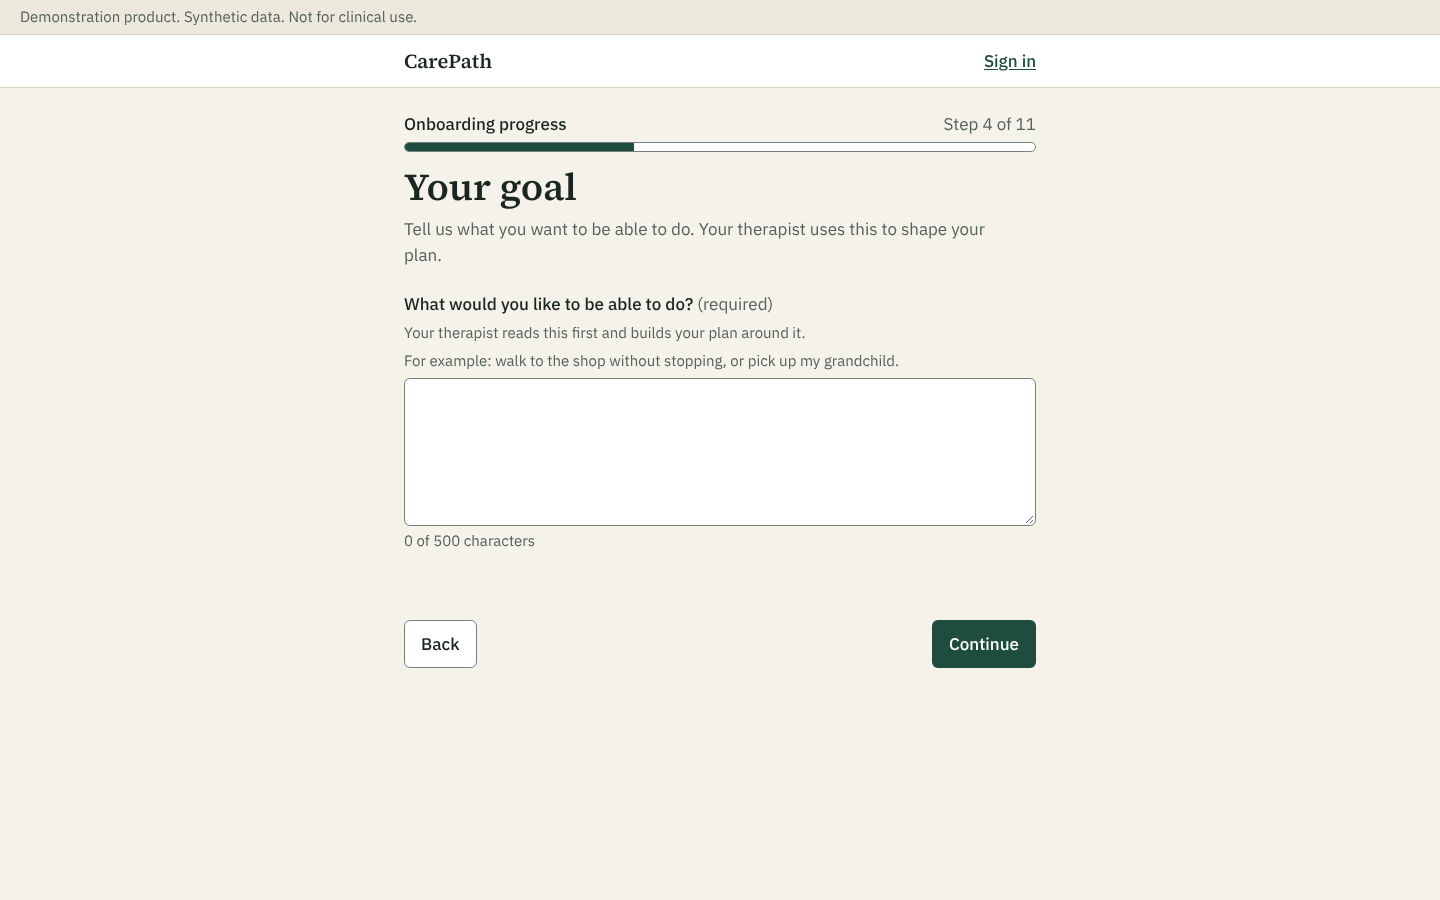 Demonstration product. Synthetic data. Not for clinical use.
CarePath
Sign in
Onboarding progress
Step 4 of 11
Your goal
Tell us what you want to be able to do. Your therapist uses this to shape your
plan.
What would you like to be able to do? (required)
Your therapist reads this first and builds your plan around it.
For example: walk to the shop without stopping, or pick up my grandchild.
0 of 500 characters
Back
Continue